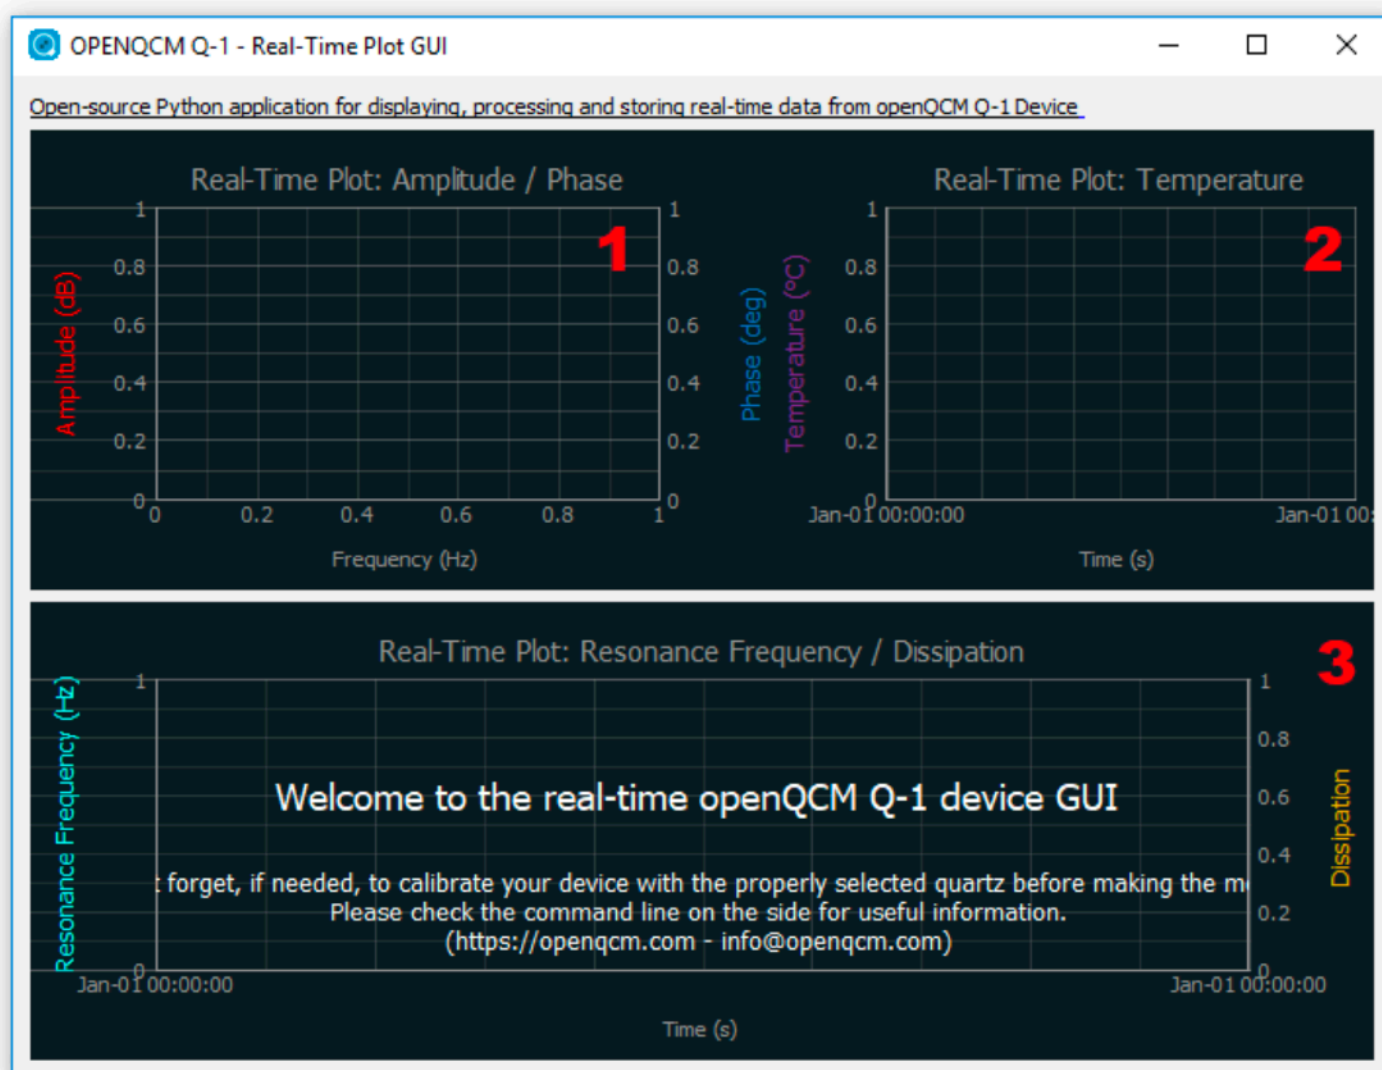 OPENQCM Q-1 - Real-Time Plot GUI
Open-source Python application for displaying, processing and storing real-time data from openQCM Q-1 Device
Real-Time Plot: Amplitude / Phase
1
Amplitude (dB)
1
0.8
0.6
0.4
0.2
0
0 0.2 0.4 0.6 0.8 1
1
0.8
0.6
0.4
0.2
0
Phase (deg)
Frequency (Hz)
Real-Time Plot: Temperature
2
Temperature (°C)
1
0.8
0.6
0.4
0.2
0
Jan-01 00:00:00 Jan-01 00:
Time (s)
Real-Time Plot: Resonance Frequency / Dissipation
3
Resonance Frequency (Hz)
1
0
1
0.8
0.6
0.4
0.2
0
Dissipation
Welcome to the real-time openQCM Q-1 device GUI
forget, if needed, to calibrate your device with the properly selected quartz before making the
Please check the command line on the side for useful information.
(https://openqcm.com - info@openqcm.com)
Jan-01 00:00:00 Jan-01 00:00:00
Time (s)